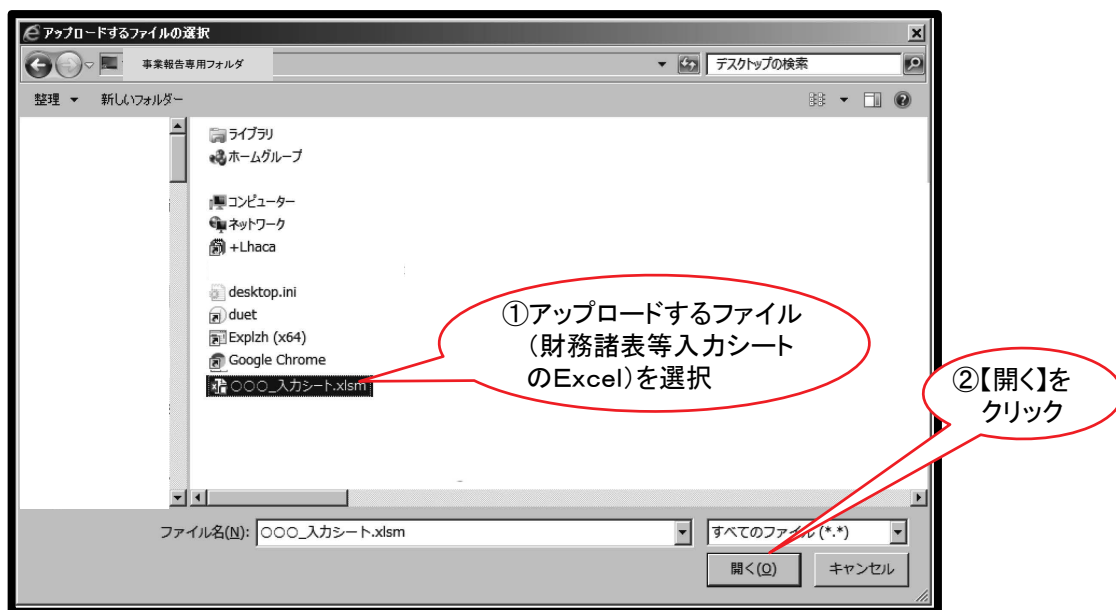 アップロードするファイルの選択
事業報告専用フォルダ
デスクトップの検索
整理
新しいフォルダー
ライブラリ
ホームグループ
コンピューター
ネットワーク
+Lhaca
desktop.ini
duet
Explzh (x64)
Google Chrome
○○○_入力シート.xlsm
①アップロードするファイル
(財務諸表等入力シート
のExcel)を選択
②【開く】を
クリック
ファイル名(N):
○○○_入力シート.xlsm
すべてのファイル (*.*)
開く(O)
キャンセル